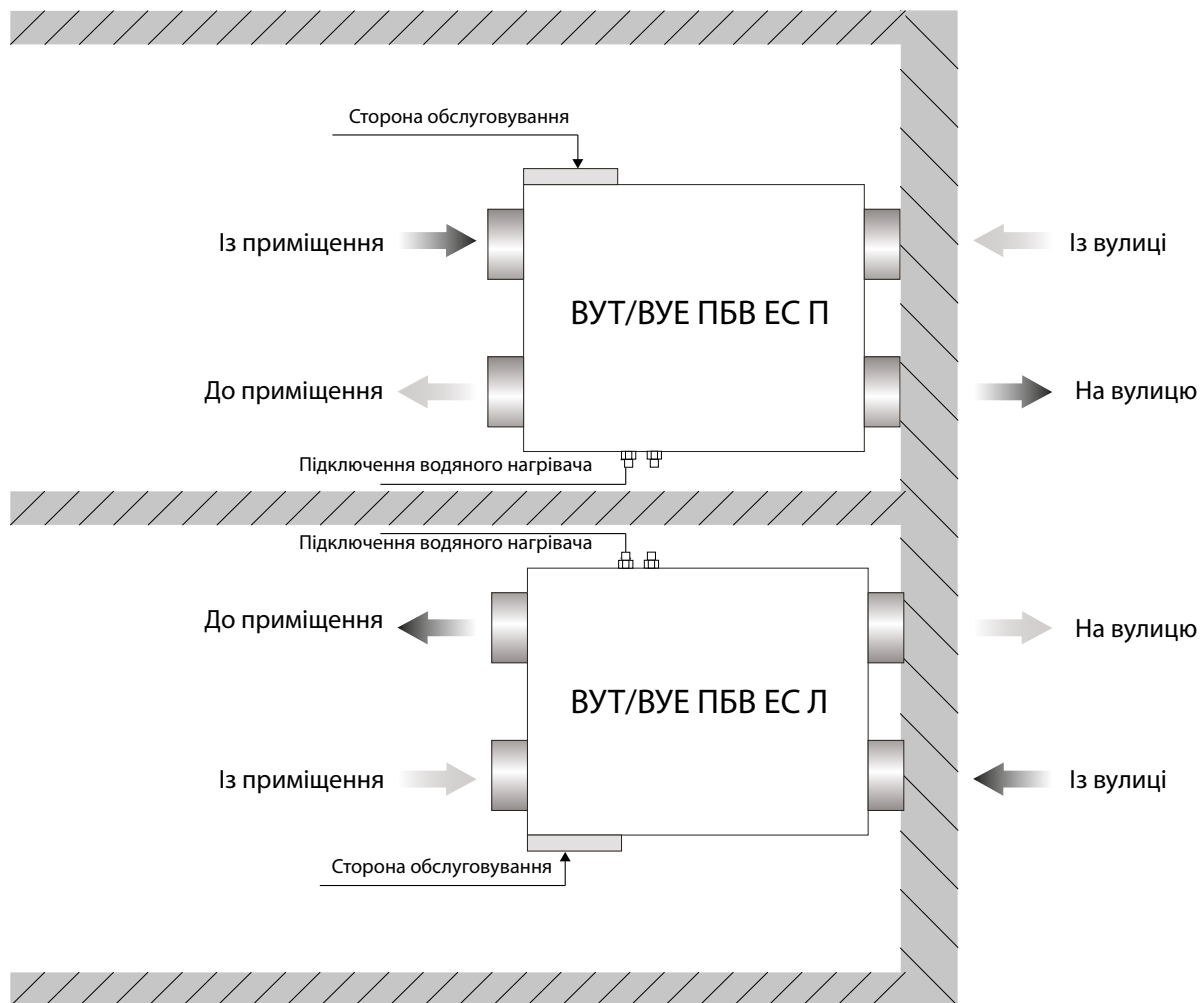 Сторона обслуговування
Із приміщення
Із вулиці
ВУТ/ВУЕ ПБВ ЕС П
До приміщення
На вулицю
Підключення водяного нагрівача
Підключення водяного нагрівача
До приміщення
На вулицю
ВУТ/ВУЕ ПБВ ЕС Л
Із приміщення
Із вулиці
Сторона обслуговування